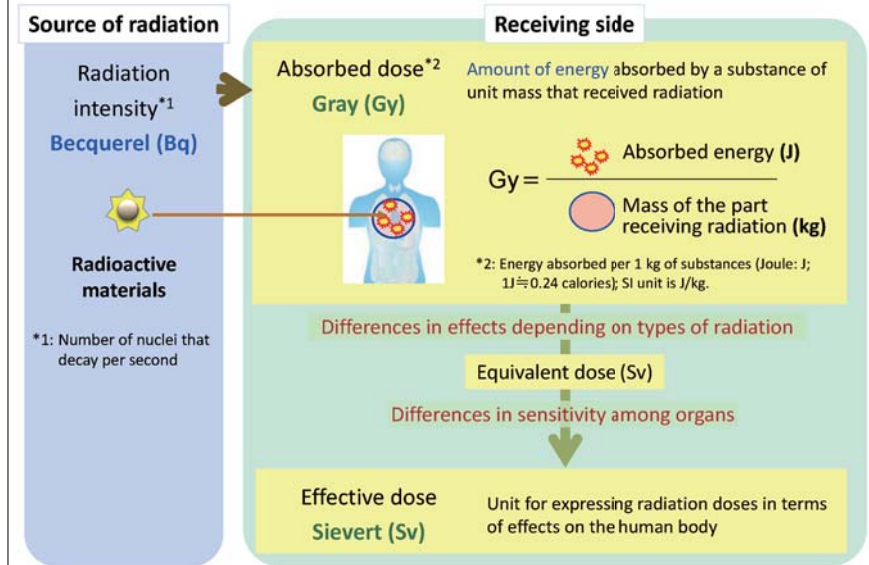 Source of radiation
Radiation
intensity*1
Becquerel (Bq)
Radioactive
materials
*1: Number of nuclei that
decay per second
Receiving side
Absorbed dose*2
Gray (Gy)
Amount of energy absorbed by a substance of
unit mass that received radiation
Gy=
Absorbed energy (J)
Mass of the part
receiving radiation (kg)
*2: Energy absorbed per 1 kg of substances (Joule: J;
1J≒0.24 calories); SI unit is J/kg.
Differences in effects depending on types of radiation
Equivalent dose (Sv)
Differences in sensitivity among organs
Effective dose
Sievert (Sv)
Unit for expressing radiation doses in terms
of effects on the human body